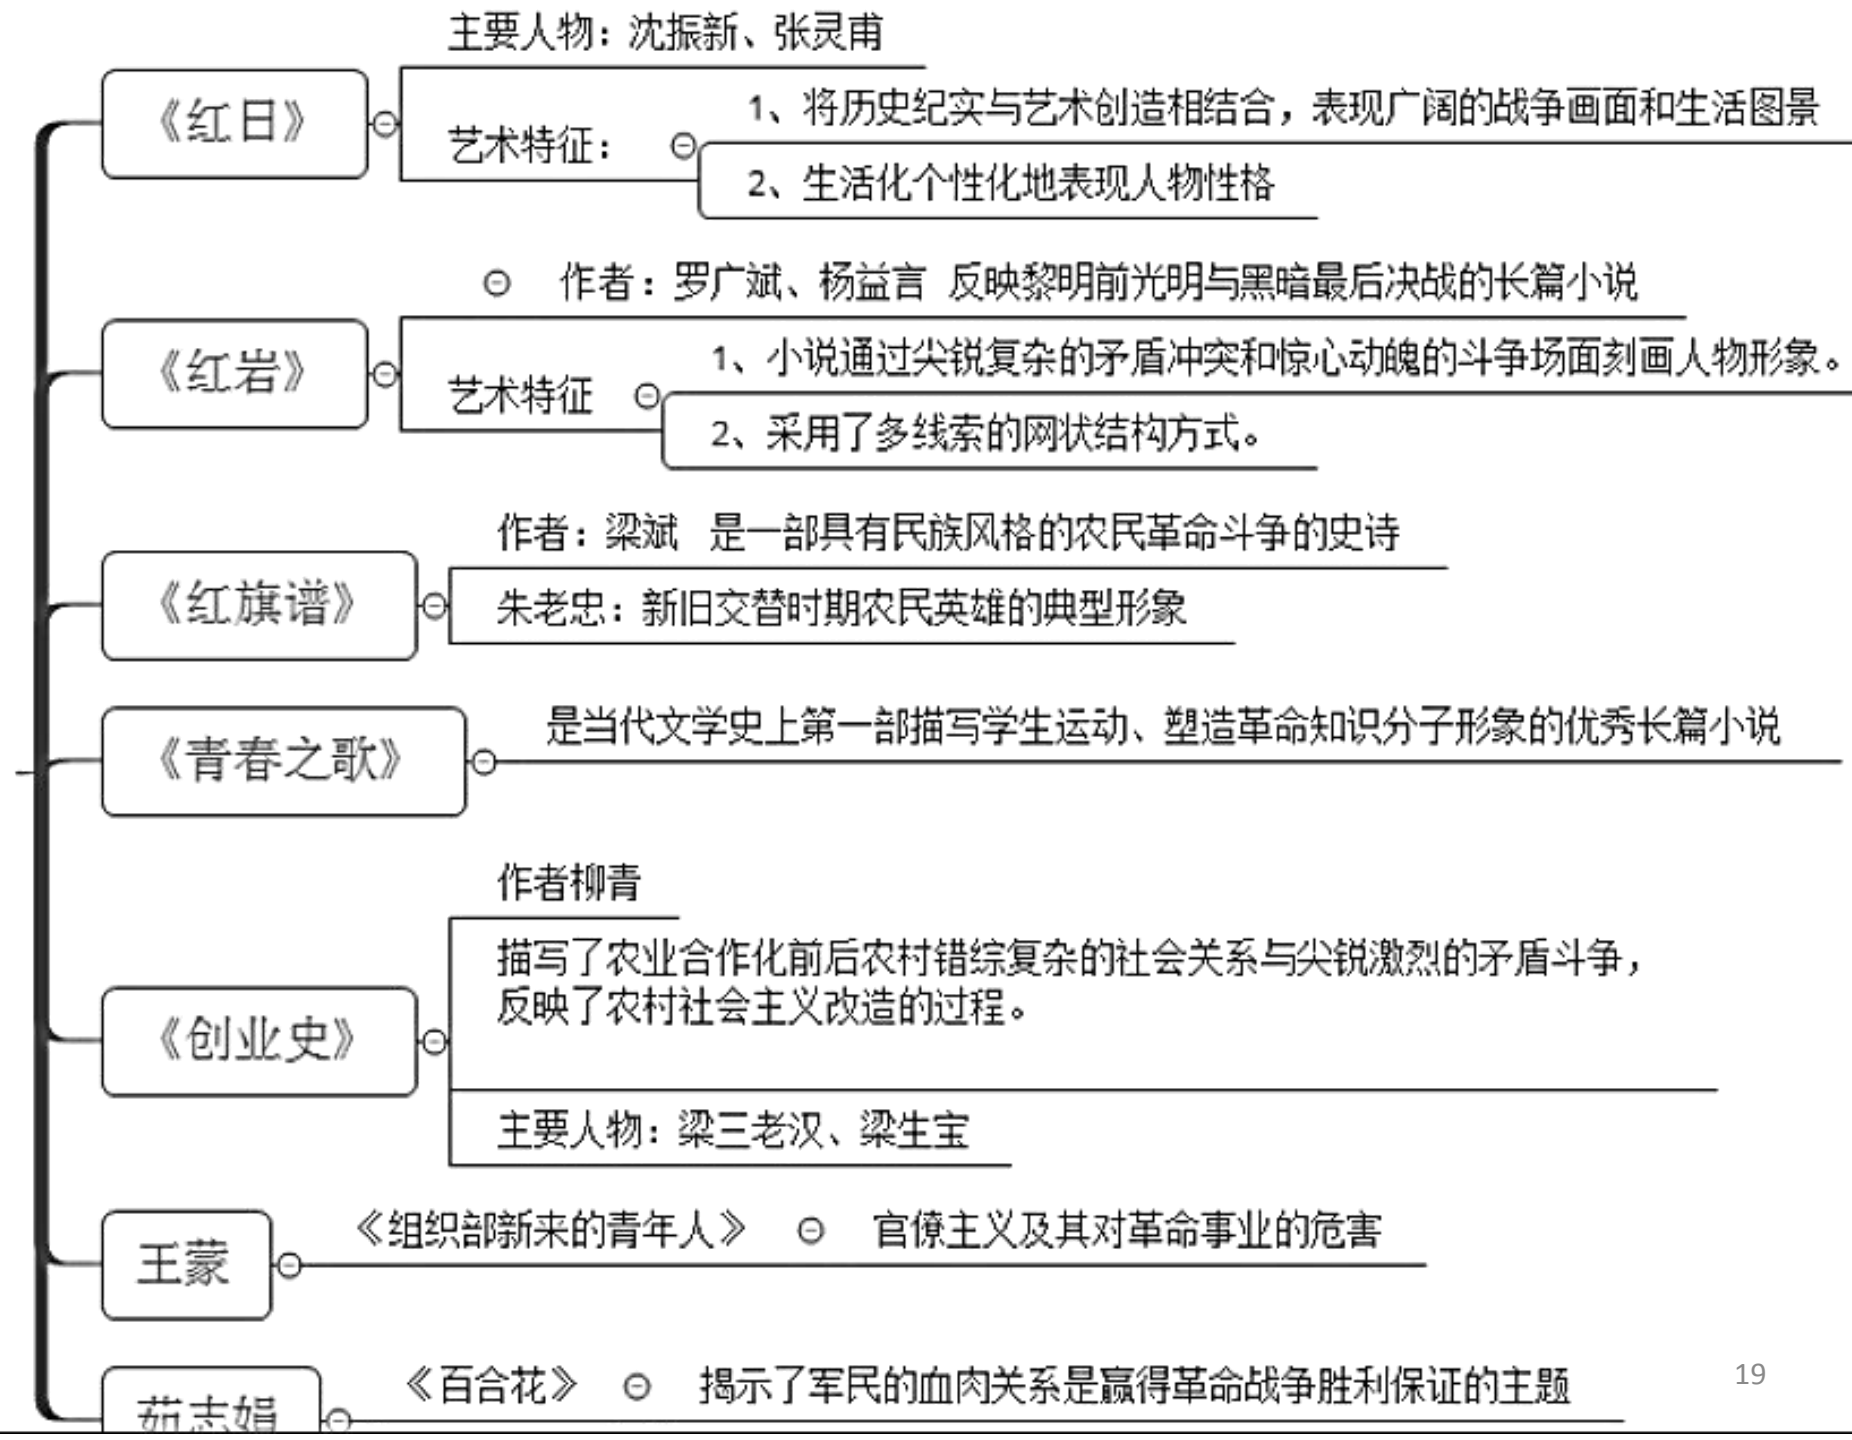 主要人物：沈振新、张灵甫
《红日》
1、将历史纪实与艺术创造相结合，表现广阔的战争画面和生活图景
艺术特征：
2、生活化个性化地表现人物性格
作者：罗广斌、杨益言 反映黎明前光明与黑暗最后决战的长篇小说
《红岩》
1、小说通过尖锐复杂的矛盾冲突和惊心动魄的斗争场面刻画人物形象。
艺术特征
2、采用了多线索的网状结构方式。
作者：梁斌 是一部具有民族风格的农民革命斗争的史诗
《红旗谱》
朱老忠：新旧交替时期农民英雄的典型形象
《青春之歌》
是当代文学史上第一部描写学生运动、塑造革命知识分子形象的优秀长篇小说
作者柳青
描写了农业合作化前后农村错综复杂的社会关系与尖锐激烈的矛盾斗争，
反映了农村社会主义改造的过程。
《创业史》
主要人物：梁三老汉、梁生宝
王蒙
《组织部新来的青年人》 官僚主义及其对革命事业的危害
茹志娟
《百合花》 揭示了军民的血肉关系是赢得革命战争胜利保证的主题
19